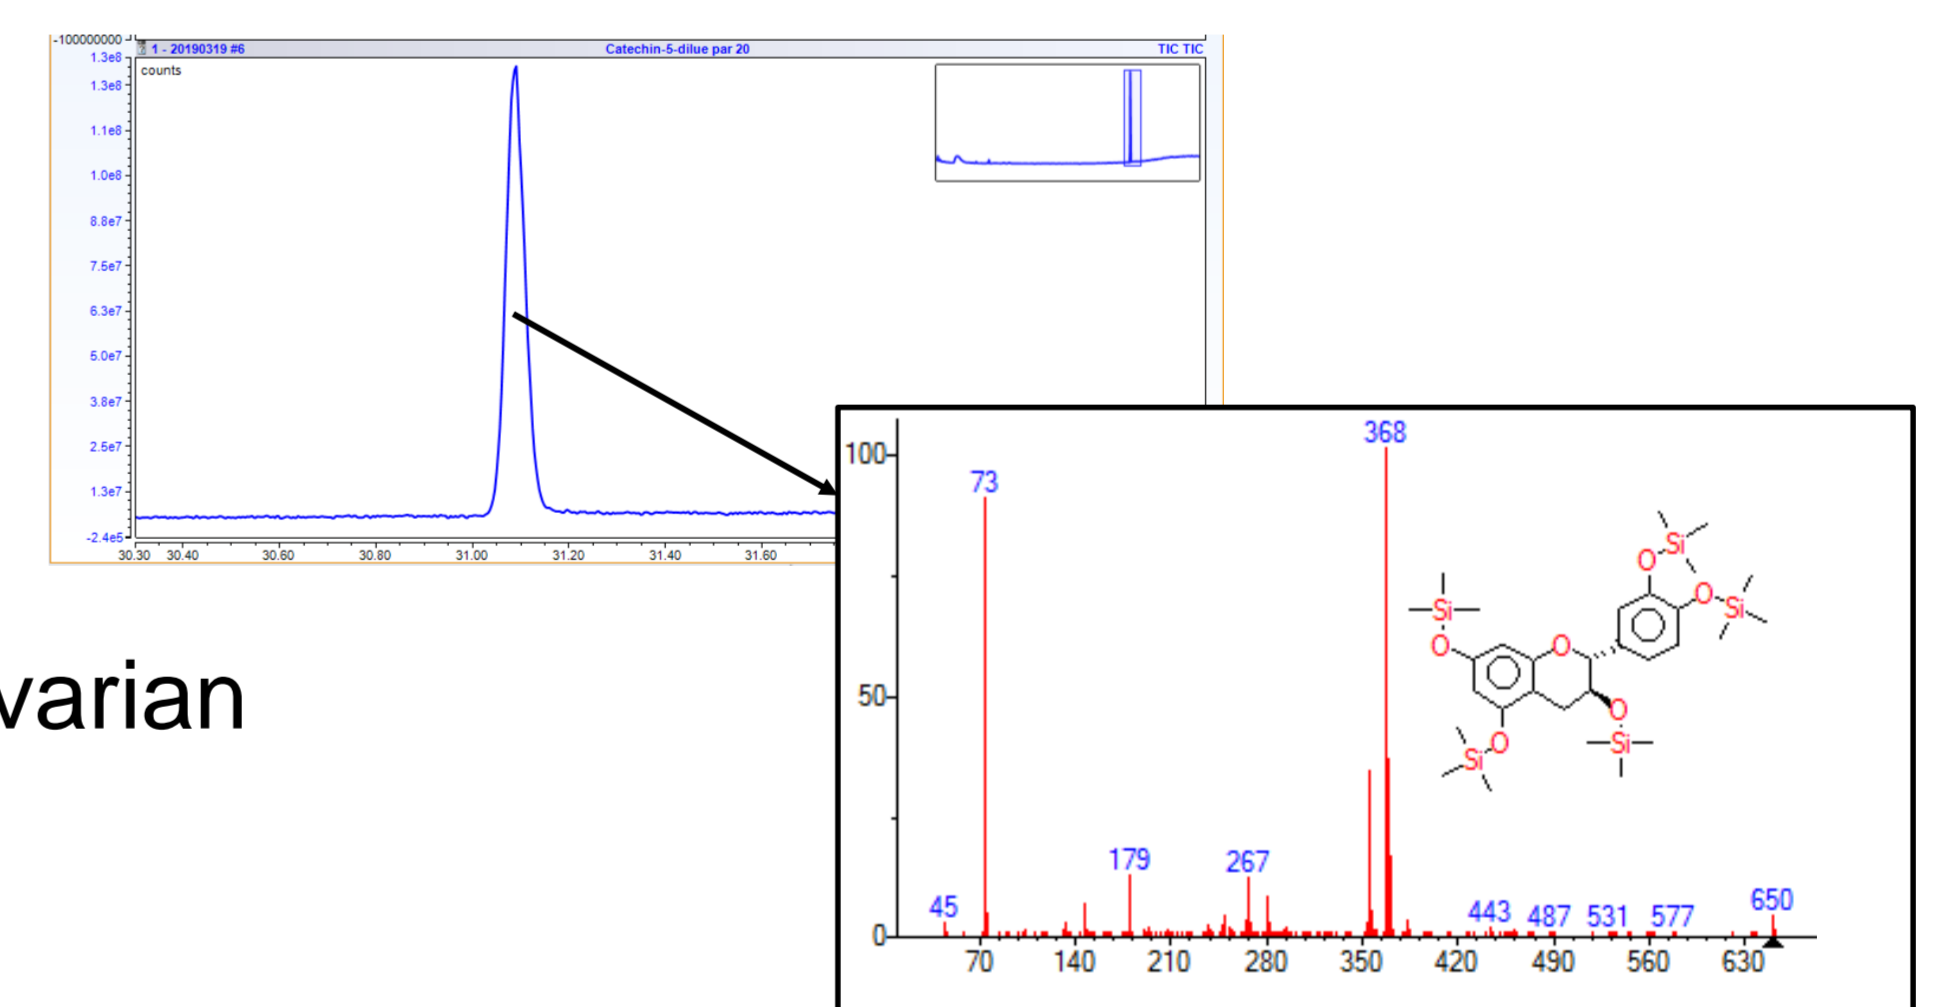 -100000000
1 - 20190319 #6 Catechin-5-dilue par 20 TIC TIC
1.3e8
counts
1.3e8
1.1e8
1.0e8
8.8e7
7.5e7
6.3e7
5.0e7
3.8e7
2.5e7
1.3e7
-2.4e5
30.30 30.40 30.60 30.80 31.00 31.20 31.40 31.60
varian
368
100
73
50
179 267
45 443 487 531 577 650
0
70 140 210 280 350 420 490 560 630
Si
O
O Si
Si
O
O
O
O
Si
Si